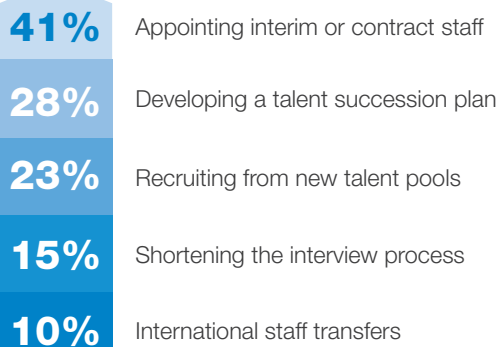 41% Appointing interim or contract staff
28% Developing a talent succession plan
23% Recruiting from new talent pools
15% Shortening the interview process
10% International staff transfers